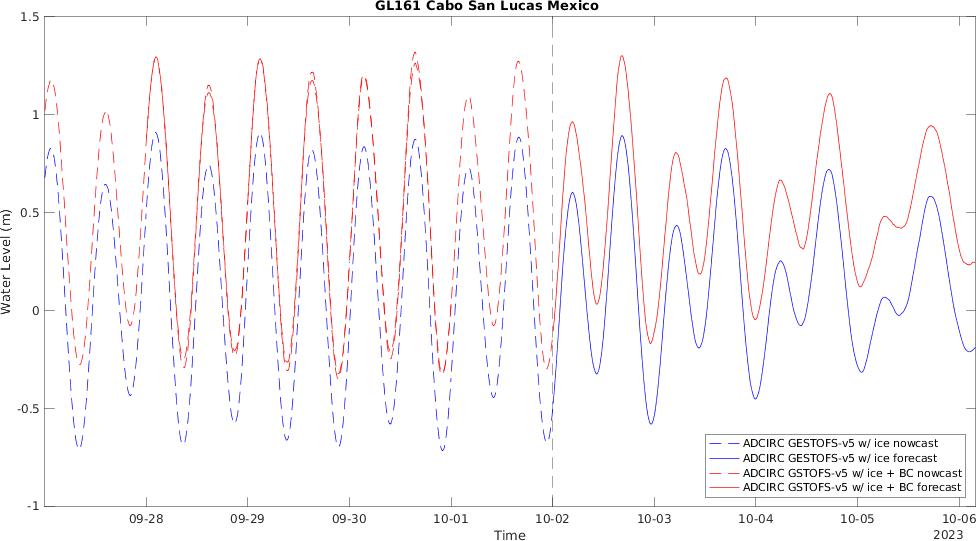 GL161 Cabo San Lucas Mexico
1.5
1
0.5
0
-0.5
-1
Water Level (m)
ADCIRC GESTOFS-v5 w/ ice nowcast
ADCIRC GESTOFS-v5 w/ ice forecast
ADCIRC GSTOFS-v5 w/ ice + BC nowcast
ADCIRC GSTOFS-v5 w/ ice + BC forecast
09-28 09-29 09-30 10-01 10-02 10-03 10-04 10-05 10-06
Time
2023